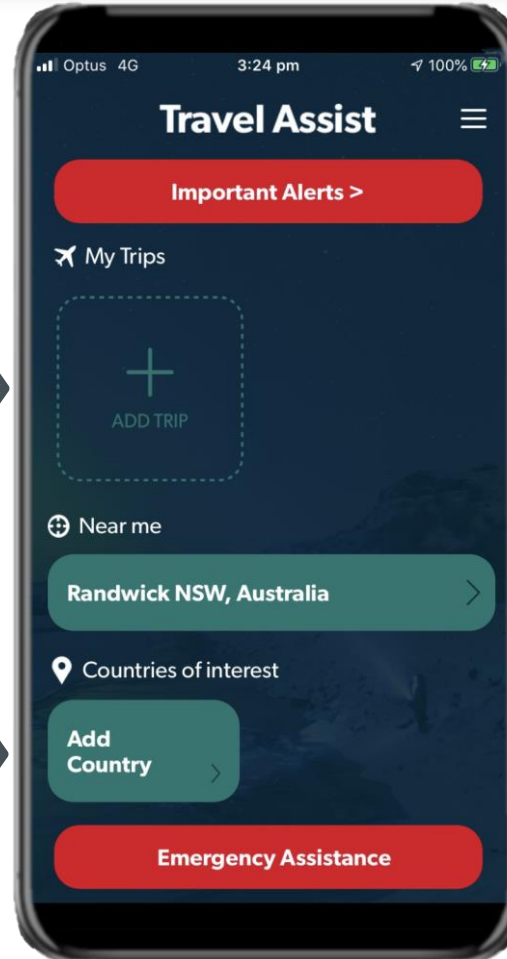 Optus 4G 3:24 pm 100%
Travel Assist
Important Alerts >
My Trips
ADD TRIP
Near me
Randwick NSW, Australia
Countries of interest
Add
Country
Emergency Assistance